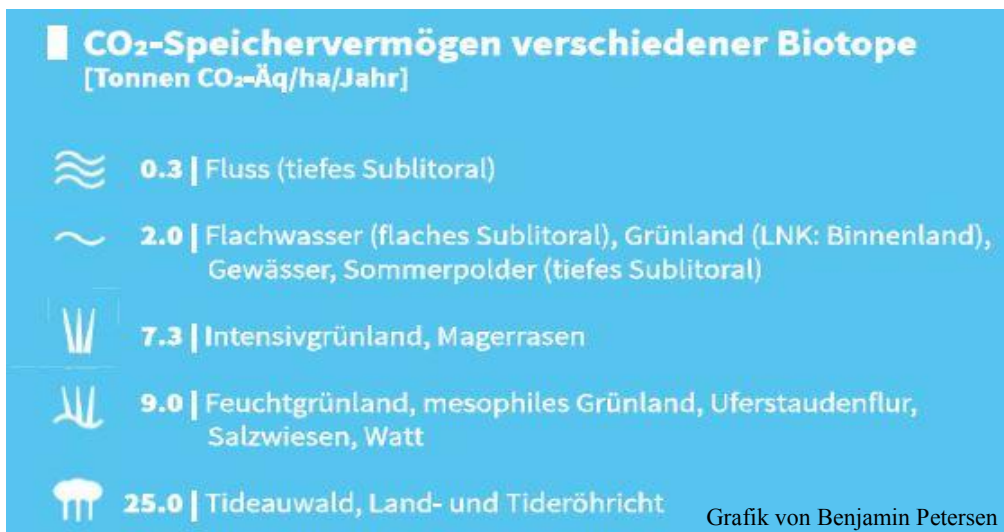 CO₂-Speichervermögen verschiedener Biotope
[Tonnen CO₂-Äq/ha/Jahr]
0.3 | Fluss (tiefes Sublitoral)
2.0 | Flachwasser (flaches Sublitoral), Grünland (LNK: Binnenland),
Gewässer, Sommerpolder (tiefes Sublitoral)
7.3 | Intensivgrünland, Magerrasen
9.0 | Feuchtgrünland, mesophiles Grünland, Uferstaudenflur,
Salzwiesen, Watt
25.0 | Tideauwald, Land- und Tideröhricht
Grafik von Benjamin Petersen